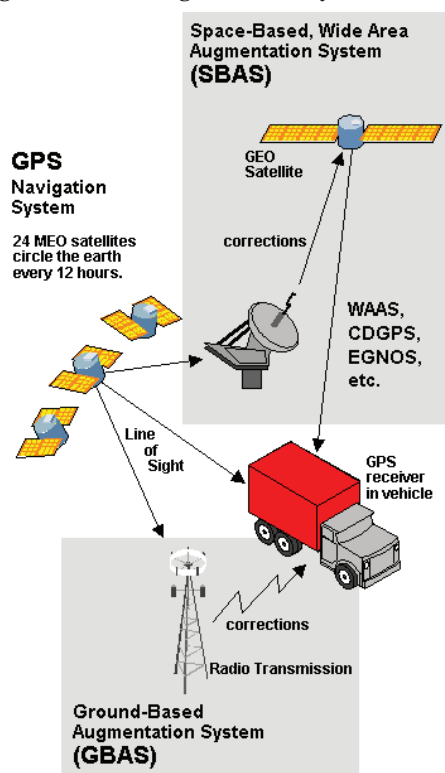 Space-Based, Wide Area
Augmentation System
(SBAS)
GPS
Navigation
System
24 MEO satellites
circle the earth
every 12 hours.
GEO
Satellite
corrections
WAAS,
CDGPS,
EGNOS,
etc.
Line
of
Sight
GPS
receiver
in vehicle
corrections
Radio Transmission
Ground-Based
Augmentation System
(GBAS)